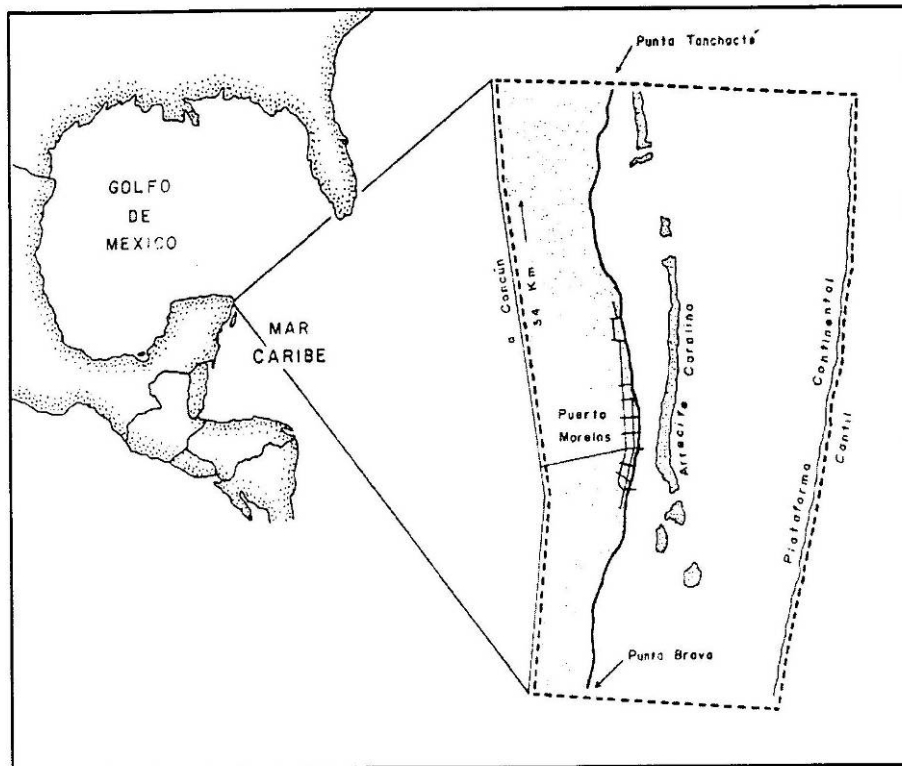 Punta Tanchacté
GOLFO
DE
MEXICO
MAR
CARIBE
a Cancún
34 Km
Puerto
Morelos
Arrecife Coralino
Plataforma Continental
Cantil
Punta Brava